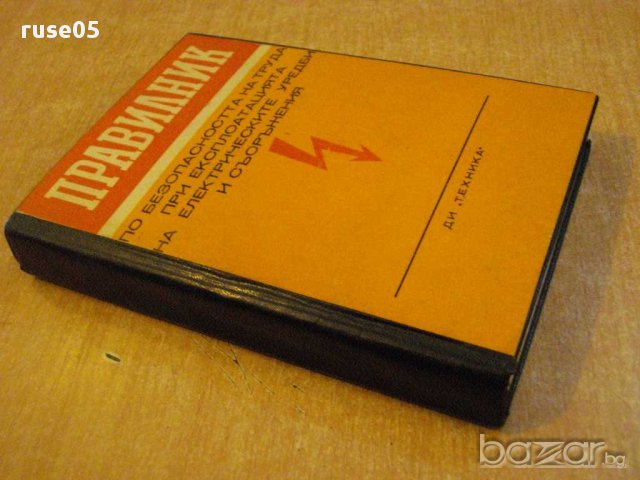 ruse05
ПРАВИЛНИК
ПО БЕЗОПАСНОСТТА НА ТРУДА
ПРИ ЕКСПЛОАТАЦИЯТА
НА ЕЛЕКТРИЧЕСКИТЕ УРЕДБИ
И СЪОРЪЖЕНИЯ
ДИ „ТЕХНИКА“
bazar.bg